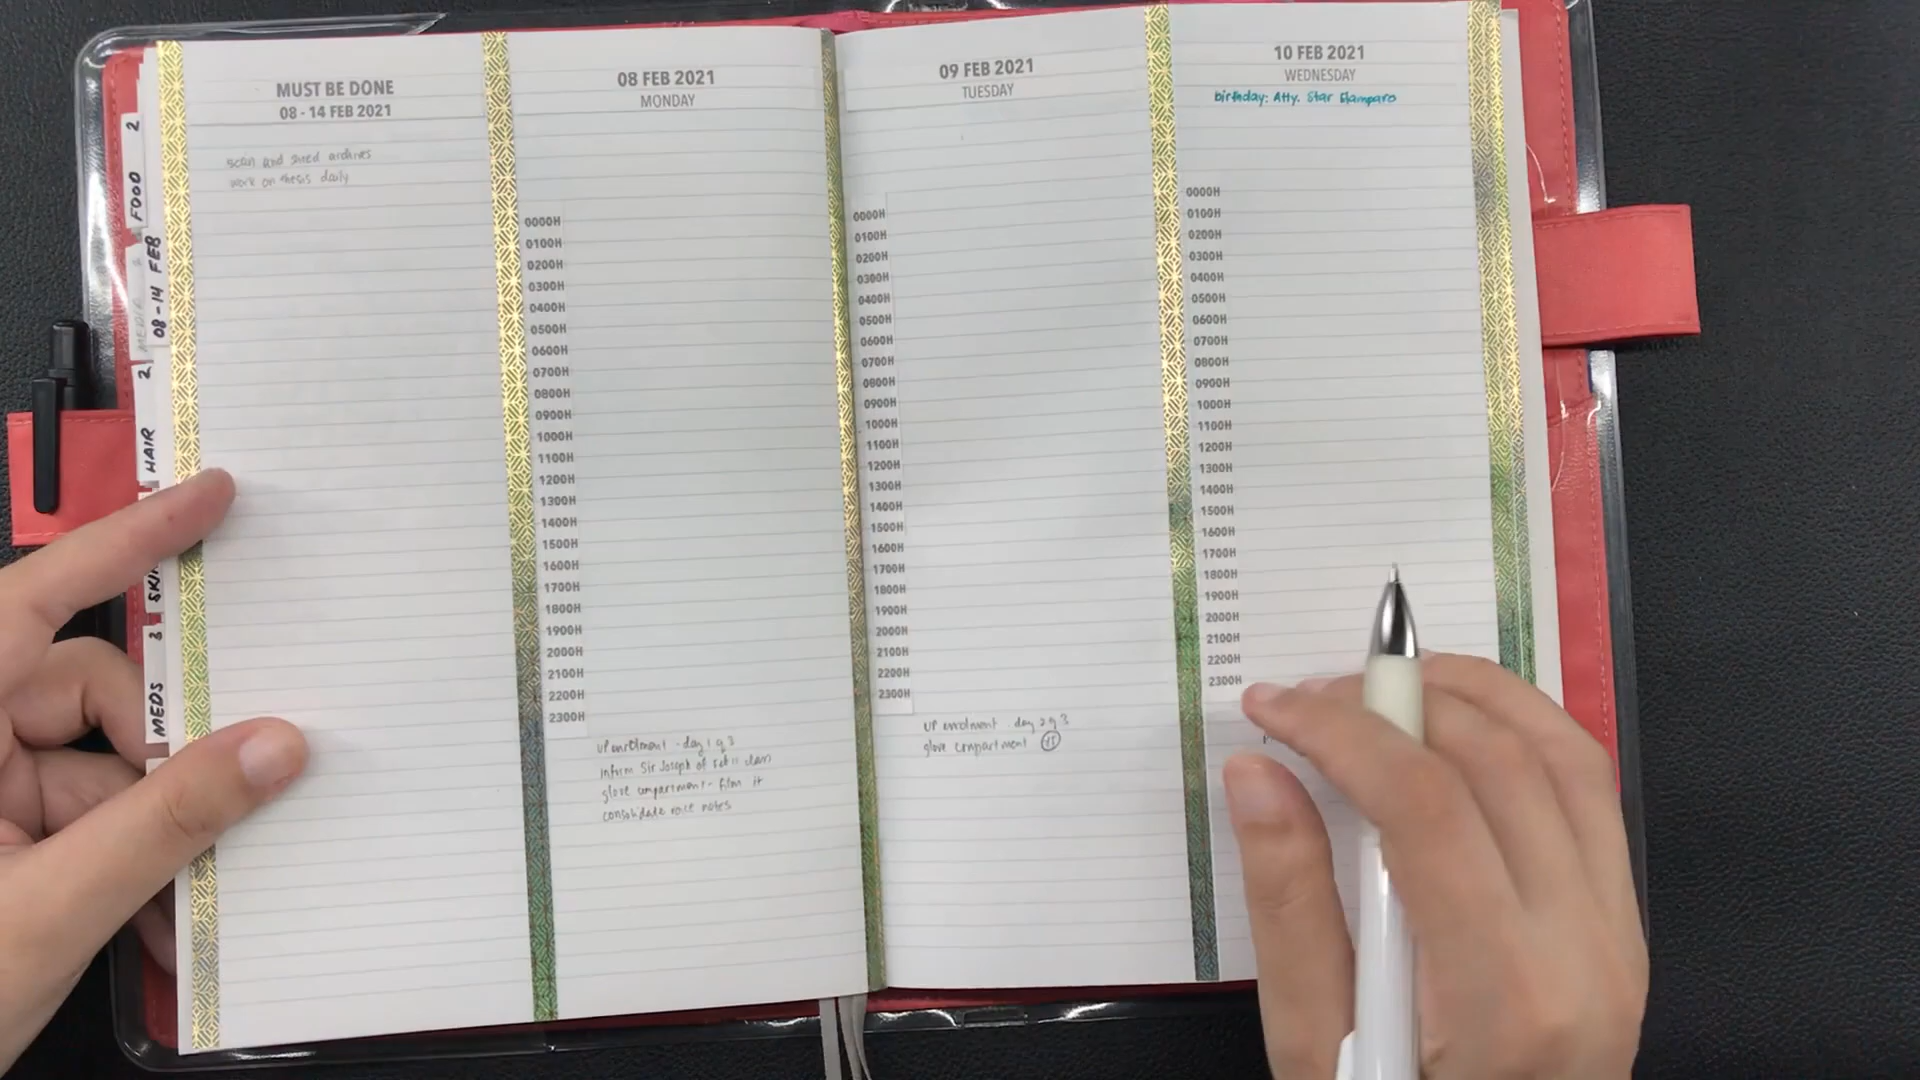 FOOD 2
08-14 FEB
HAIR 2
MEDS 3
MUST BE DONE
08 - 14 FEB 2021
scan and shred archives
work on thesis daily
08 FEB 2021
MONDAY
0000H
0100H
0200H
0300H
0400H
0500H
0600H
0700H
0800H
0900H
1000H
1100H
1200H
1300H
1400H
1500H
1600H
1700H
1800H
1900H
2000H
2100H
2200H
2300H
UP enrollment - day 1 of 3
inform Sir Joseph of Feb 11 class
glove compartment - film it
consolidate notes
09 FEB 2021
TUESDAY
0000H
0100H
0200H
0300H
0400H
0500H
0600H
0700H
0800H
0900H
1000H
1100H
1200H
1300H
1400H
1500H
1600H
1700H
1800H
1900H
2000H
2100H
2200H
2300H
UP enrolment - day 2 of 3
glove compartment
10 FEB 2021
WEDNESDAY
birthday: Atty. Star Elamparo
0000H
0100H
0200H
0300H
0400H
0500H
0600H
0700H
0800H
0900H
1000H
1100H
1200H
1300H
1400H
1500H
1600H
1700H
1800H
1900H
2000H
2100H
2200H
2300H